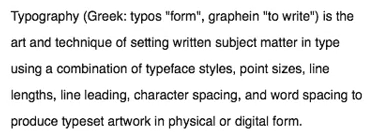 Typography (Greek: typos "form", graphein "to write") is the
art and technique of setting written subject matter in type
using a combination of typeface styles, point sizes, line
lengths, line leading, character spacing, and word spacing to
produce typeset artwork in physical or digital form.